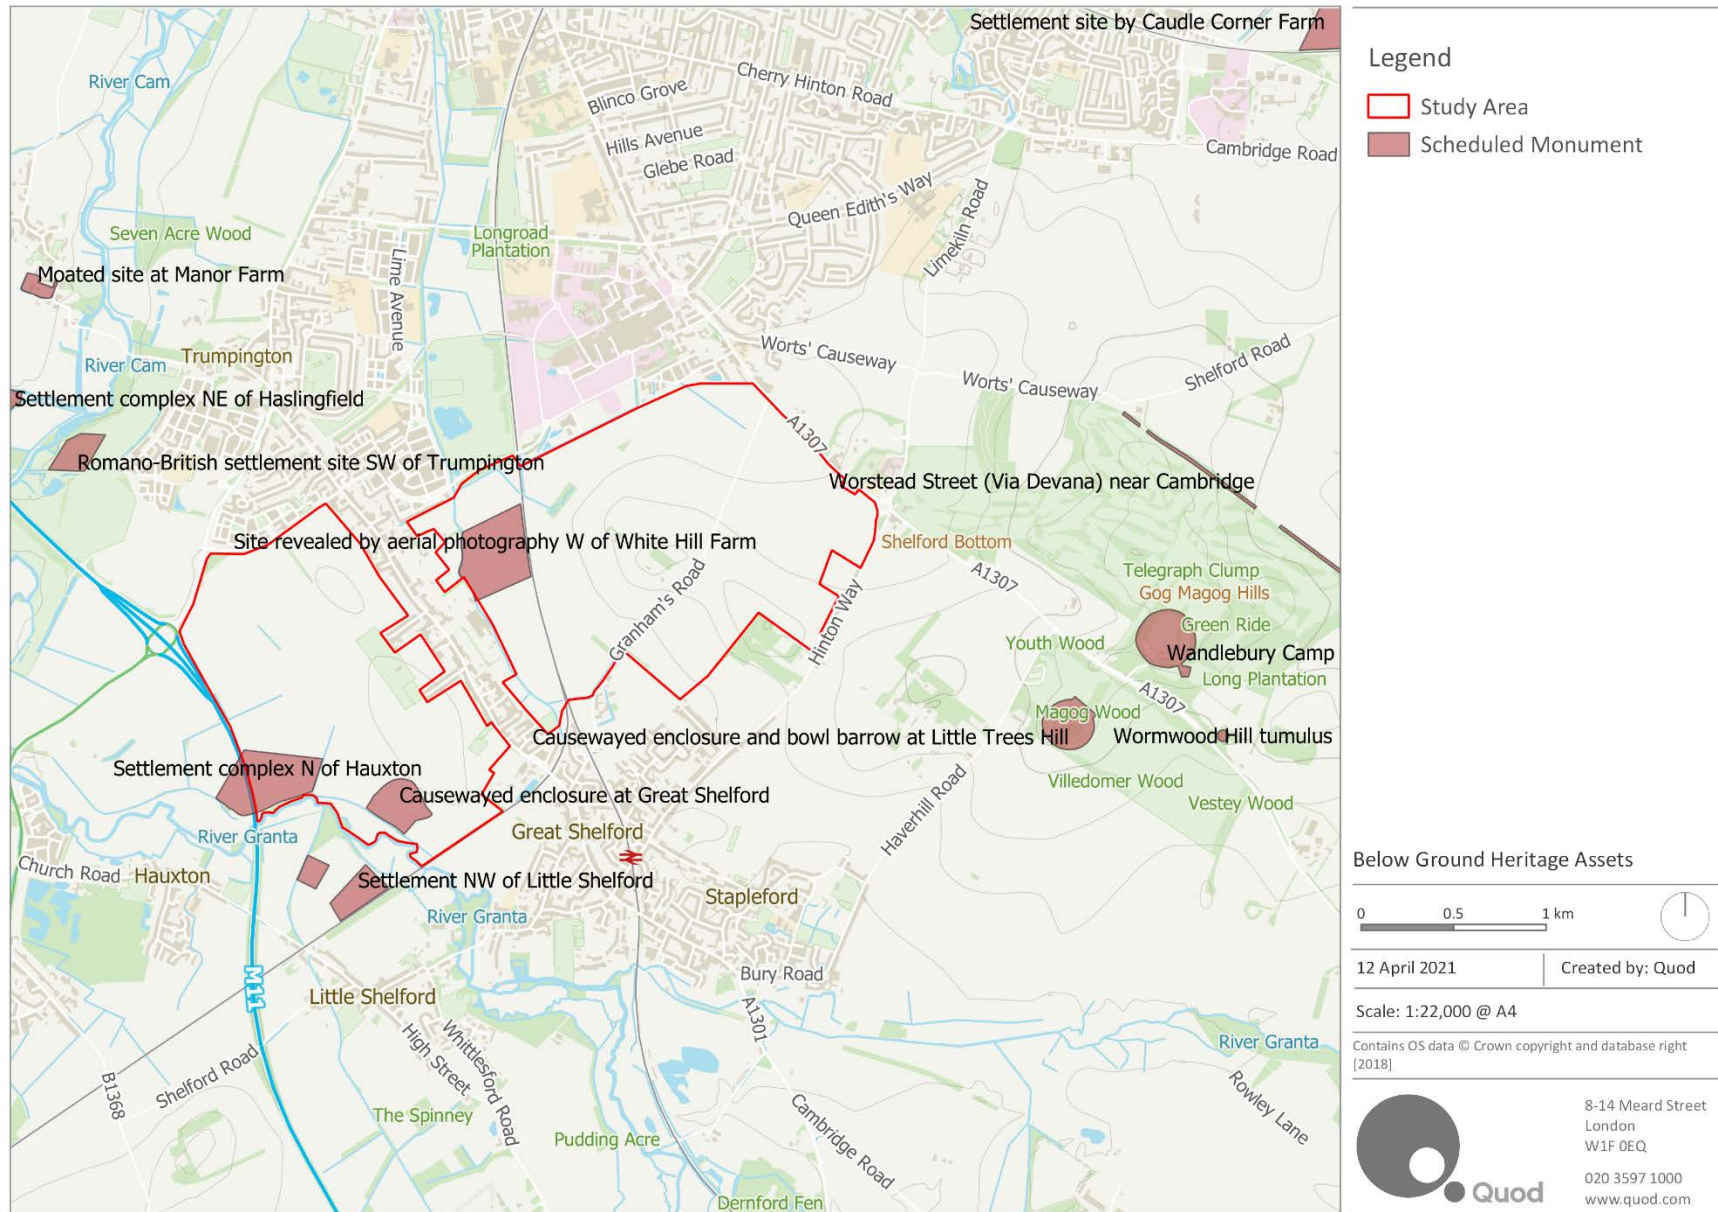 Settlement site by Caudle Corner Farm
River Cam
Cherry Hinton Road
Blinco Grove
Hills Avenue
Glebe Road
Cambridge Road
Queen Edith's Way
Limekiln Road
Seven Acre Wood
Longroad
Plantation
Lime Avenue
Moated site at Manor Farm
River Cam
Trumpington
Worts' Causeway
Worts' Causeway
Shelford Road
Settlement complex NE of Haslingfield
A1307
Romano-British settlement site SW of Trumpington
Worstead Street (Via Devana) near Cambridge
Site revealed by aerial photography W of White Hill Farm
Shelford Bottom
A1307
Telegraph Clump
Gog Magog Hills
Granham's Road
Hinton Way
Green Ride
Youth Wood
Wandlebury Camp
Long Plantation
A1307
Magog Wood
Causewayed enclosure and bowl barrow at Little Trees Hill
Wormwood Hill tumulus
Settlement complex N of Hauxton
Villedomer Wood
Causewayed enclosure at Great Shelford
Vestey Wood
Haverhill Road
River Granta
Great Shelford
Church Road
Hauxton
Settlement NW of Little Shelford
Stapleford
River Granta
Bury Road
M11
Little Shelford
A1301
High Street
Whittlesford Road
River Granta
Shelford Road
B1368
Rowley Lane
The Spinney
Pudding Acre
Cambridge Road
Dernford Fen
Legend
Study Area
Scheduled Monument
Below Ground Heritage Assets
0 0.5 1 km
12 April 2021
Created by: Quod
Scale: 1:22,000 @ A4
Contains OS data © Crown copyright and database right
[2018]
8-14 Meard Street
London
W1F 0EQ
020 3597 1000
www.quod.com
Quod